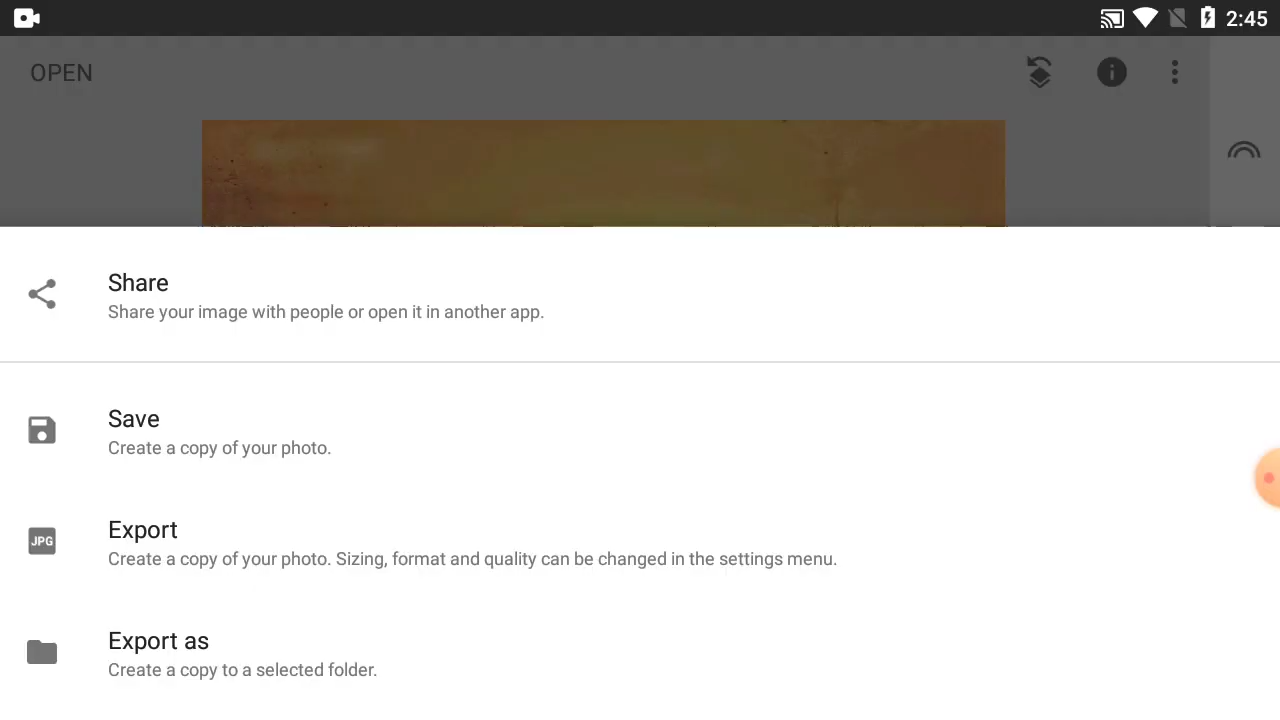 2:45
OPEN
Share
Share your image with people or open it in another app.
Save
Create a copy of your photo.
JPG
Export
Create a copy of your photo. Sizing, format and quality can be changed in the settings menu.
Export as
Create a copy to a selected folder.